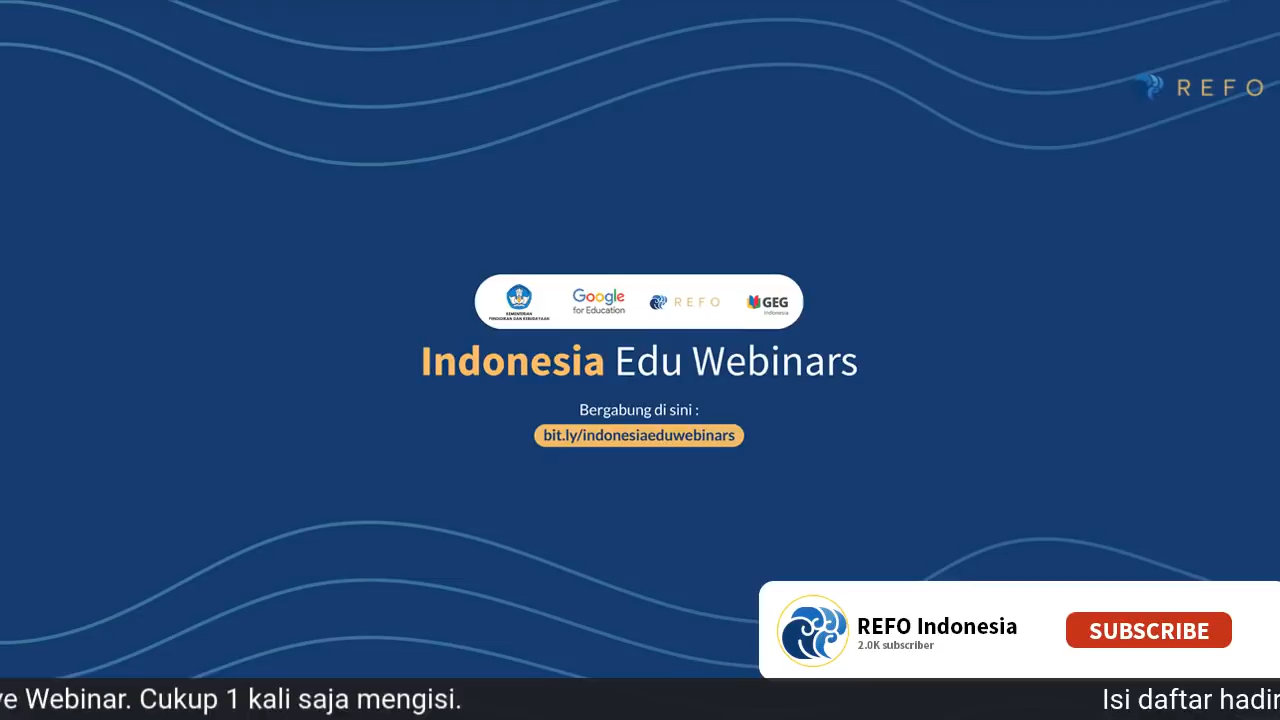 REFO
KEMENTERIAN
PENDIDIKAN DAN KEBUDAYAAN
Google
for Education
REFO
GEG
Indonesia
Indonesia Edu Webinars
Bergabung di sini :
bit.ly/indonesiaeduwebinars
REFO Indonesia
2.0K subscriber
SUBSCRIBE
ve Webinar. Cukup 1 kali saja mengisi.
Isi daftar hadir